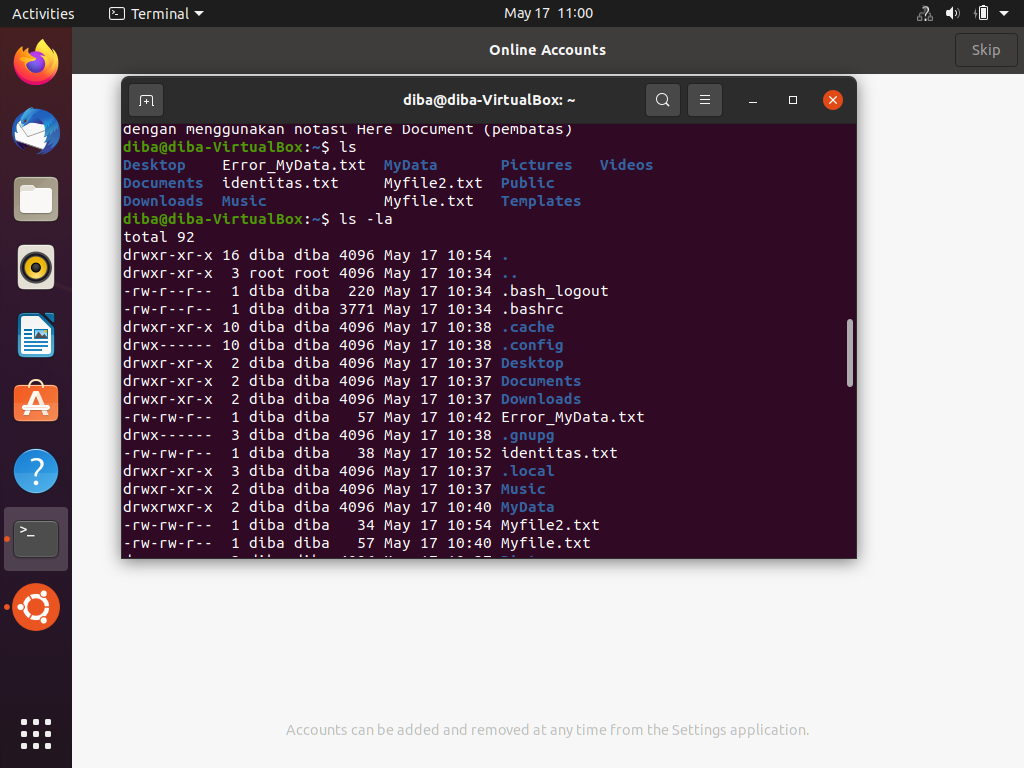 Activities Terminal May 17 11:00
Online Accounts Skip
diba@diba-VirtualBox: ~
dengan menggunakan notasi Here Document (pembatas)
diba@diba-VirtualBox:~$ ls
Desktop Error_MyData.txt MyData Pictures Videos
Documents identitas.txt Myfile2.txt Public
Downloads Music Myfile.txt Templates
diba@diba-VirtualBox:~$ ls -la
total 92
drwxr-xr-x 16 diba diba 4096 May 17 10:54 .
drwxr-xr-x 3 root root 4096 May 17 10:34 ..
-rw-r--r-- 1 diba diba 220 May 17 10:34 .bash_logout
-rw-r--r-- 1 diba diba 3771 May 17 10:34 .bashrc
drwxr-xr-x 10 diba diba 4096 May 17 10:38 .cache
drwx------ 10 diba diba 4096 May 17 10:38 .config
drwxr-xr-x 2 diba diba 4096 May 17 10:37 Desktop
drwxr-xr-x 2 diba diba 4096 May 17 10:37 Documents
drwxr-xr-x 2 diba diba 4096 May 17 10:37 Downloads
-rw-rw-r-- 1 diba diba 57 May 17 10:42 Error_MyData.txt
drwx------ 3 diba diba 4096 May 17 10:38 .gnupg
-rw-rw-r-- 1 diba diba 38 May 17 10:52 identitas.txt
drwxr-xr-x 3 diba diba 4096 May 17 10:37 .local
drwxr-xr-x 2 diba diba 4096 May 17 10:37 Music
drwxrwxr-x 2 diba diba 4096 May 17 10:40 MyData
-rw-rw-r-- 1 diba diba 34 May 17 10:54 Myfile2.txt
-rw-rw-r-- 1 diba diba 57 May 17 10:40 Myfile.txt
Accounts can be added and removed at any time from the Settings application.